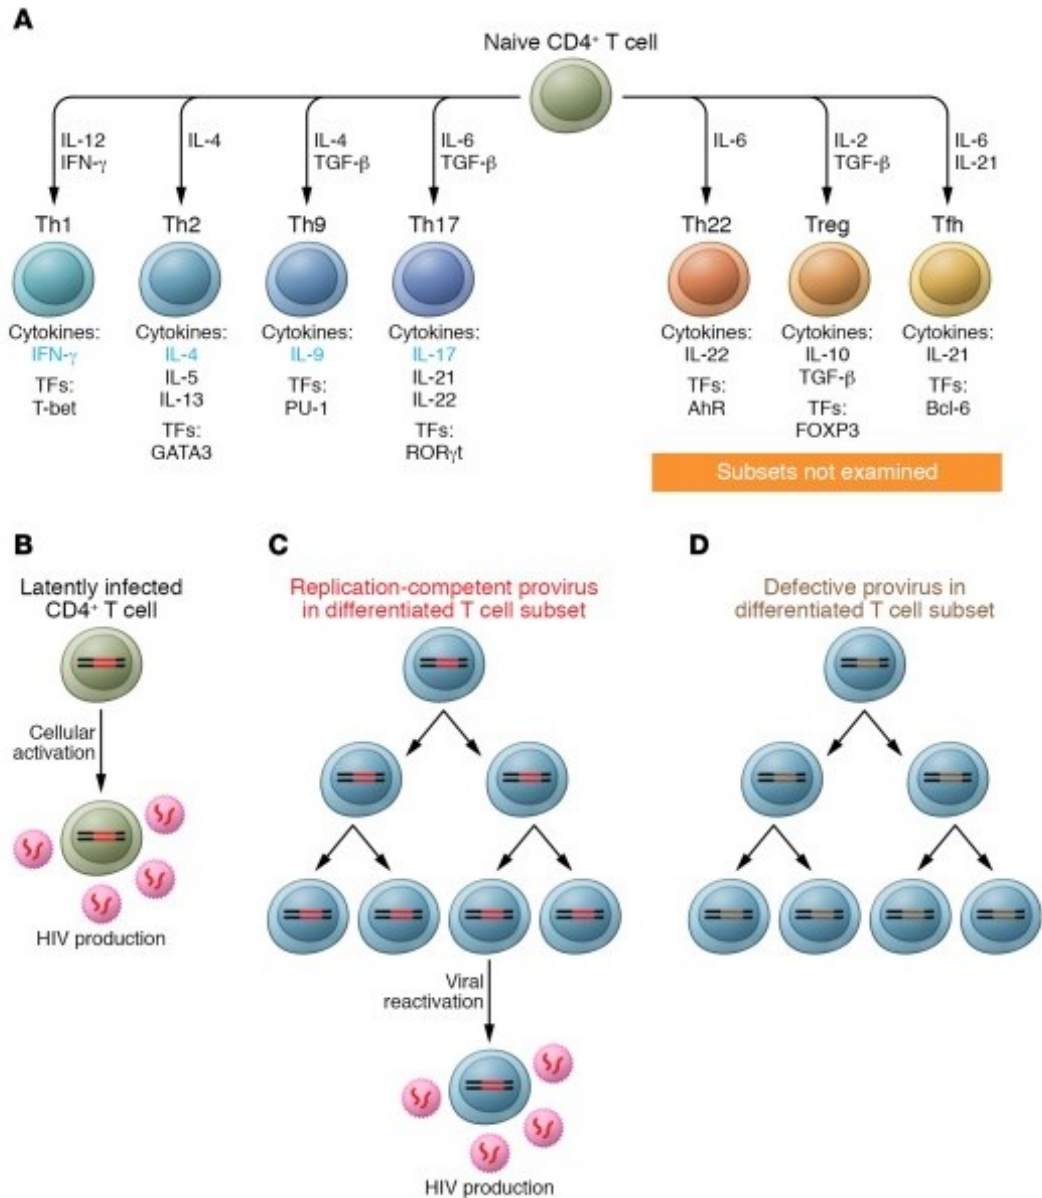 A
Naive CD4⁺ T cell
IL-12
IFN-γ
IL-4
IL-4
TGF-β
IL-6
TGF-β
IL-6
IL-2
TGF-β
IL-6
IL-21
Th1
Th2
Th9
Th17
Th22
Treg
Tfh
Cytokines:
IFN-γ
TFs:
T-bet
Cytokines:
IL-4
IL-5
IL-13
TFs:
GATA3
Cytokines:
IL-9
TFs:
PU-1
Cytokines:
IL-17
IL-21
IL-22
TFs:
RORγt
Cytokines:
IL-22
TFs:
AhR
Cytokines:
IL-10
TGF-β
TFs:
FOXP3
Cytokines:
IL-21
TFs:
Bcl-6
Subsets not examined
B
Latently infected
CD4⁺ T cell
Cellular
activation
HIV production
C
Replication-competent provirus
in differentiated T cell subset
Viral
reactivation
HIV production
D
Defective provirus in
differentiated T cell subset